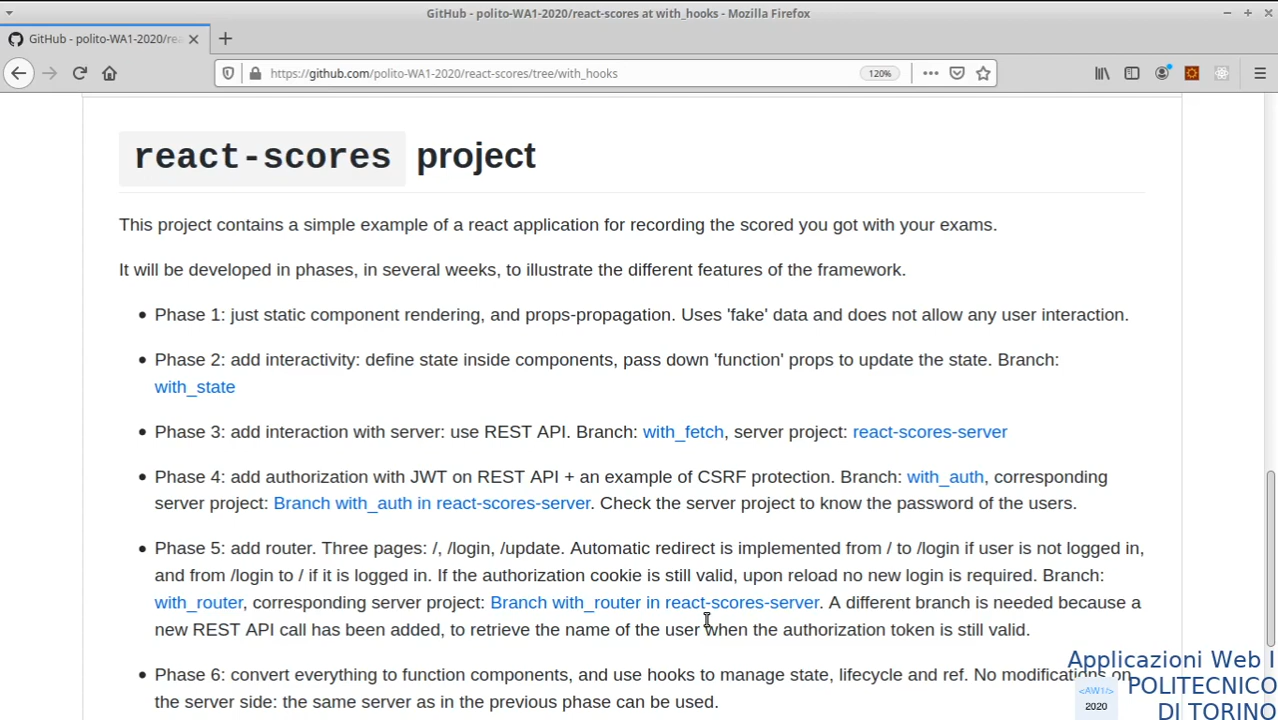 GitHub - polito-WA1-2020/react-scores at with_hooks - Mozilla Firefox
GitHub - polito-WA1-2020/re
https://github.com/polito-WA1-2020/react-scores/tree/with_hooks
120%
react-scores project
This project contains a simple example of a react application for recording the scored you got with your exams.
It will be developed in phases, in several weeks, to illustrate the different features of the framework.
• Phase 1: just static component rendering, and props-propagation. Uses 'fake' data and does not allow any user interaction.
• Phase 2: add interactivity: define state inside components, pass down 'function' props to update the state. Branch:
with_state
• Phase 3: add interaction with server: use REST API. Branch: with_fetch, server project: react-scores-server
• Phase 4: add authorization with JWT on REST API + an example of CSRF protection. Branch: with_auth, corresponding
server project: Branch with_auth in react-scores-server. Check the server project to know the password of the users.
• Phase 5: add router. Three pages: /, /login, /update. Automatic redirect is implemented from / to /login if user is not logged in,
and from /login to / if it is logged in. If the authorization cookie is still valid, upon reload no new login is required. Branch:
with_router, corresponding server project: Branch with_router in react-scores-server. A different branch is needed because a
new REST API call has been added, to retrieve the name of the user when the authorization token is still valid.
• Phase 6: convert everything to function components, and use hooks to manage state, lifecycle and ref. No modifications on
the server side: the same server as in the previous phase can be used.
Applicazioni Web I
POLITECNICO
DI TORINO
<AW1/>
2020